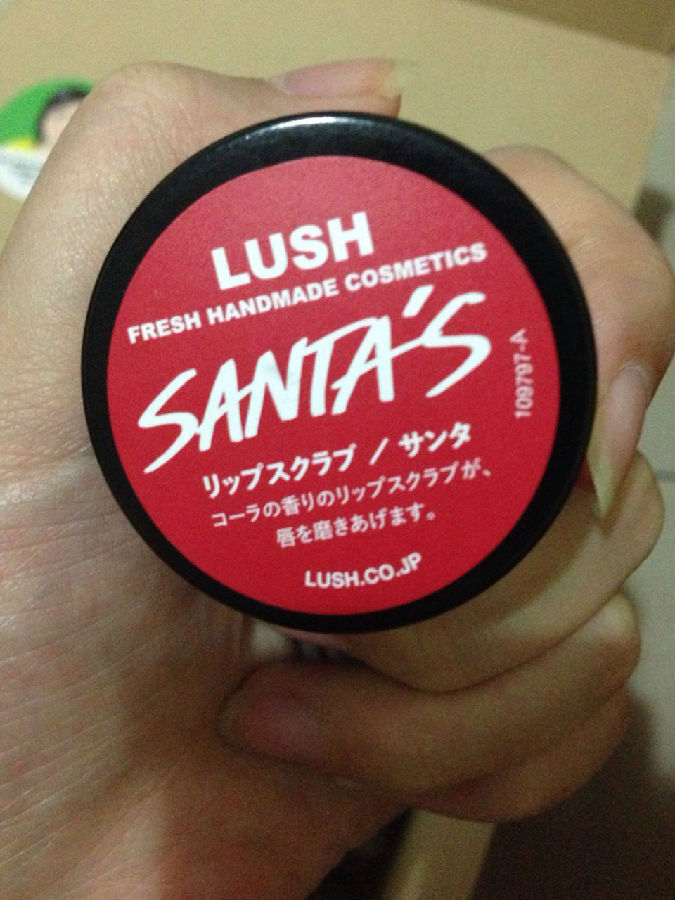 LUSH
FRESH HANDMADE COSMETICS
SANTA'S
リップスクラブ / サンタ
コーラの香りのリップスクラブが、
唇を磨きあげます。
LUSH.CO.JP
109797-A